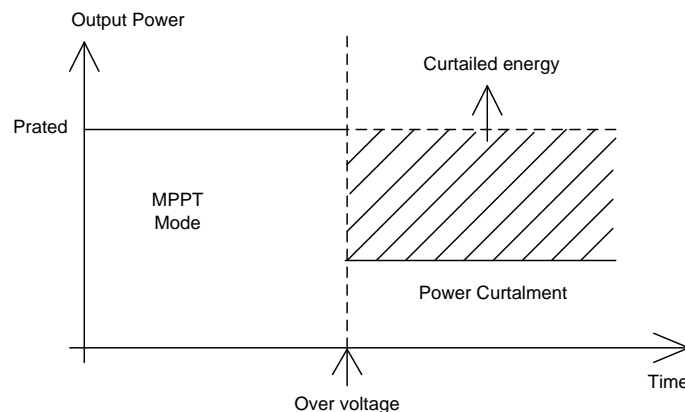 Output Power
Curtailed energy
Prated
MPPT
Mode
Power Curtalment
Time
Over voltage